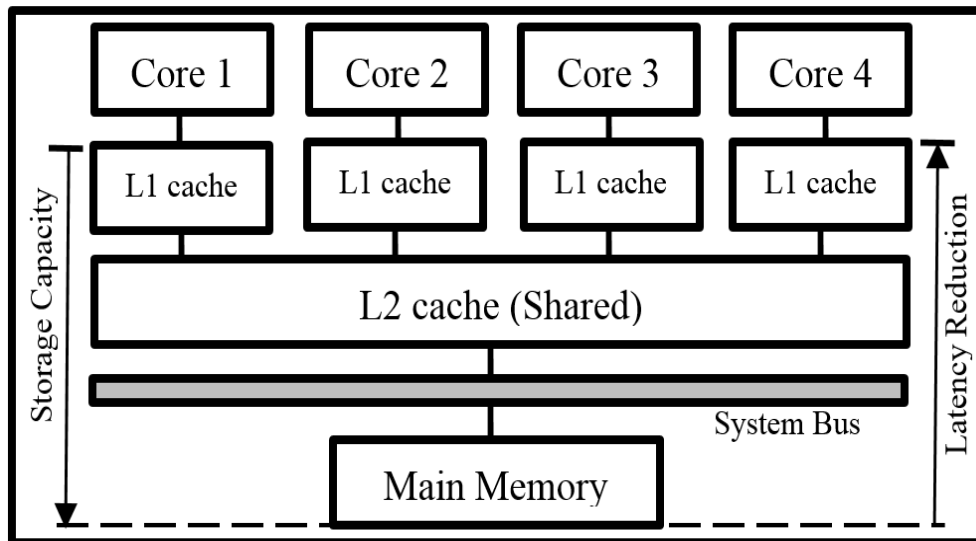 Core 1
Core 2
Core 3
Core 4
L1 cache
L1 cache
L1 cache
L1 cache
L2 cache (Shared)
System Bus
Main Memory
Storage Capacity
Latency Reduction